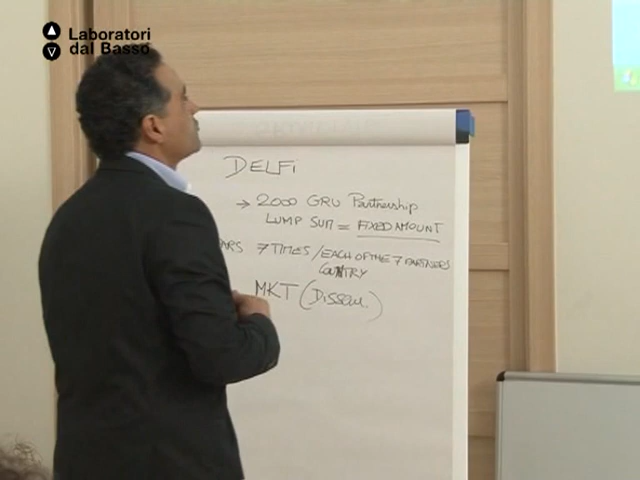 Laboratori
dal Basso
DELFi
→ 2000 GRU Partnership
LUMP SUM = FIXED AMOUNT
ARS 7 TIMES / EACH OF THE 7 PARTNERS
COUNTRY
MKT (DISSEM.)